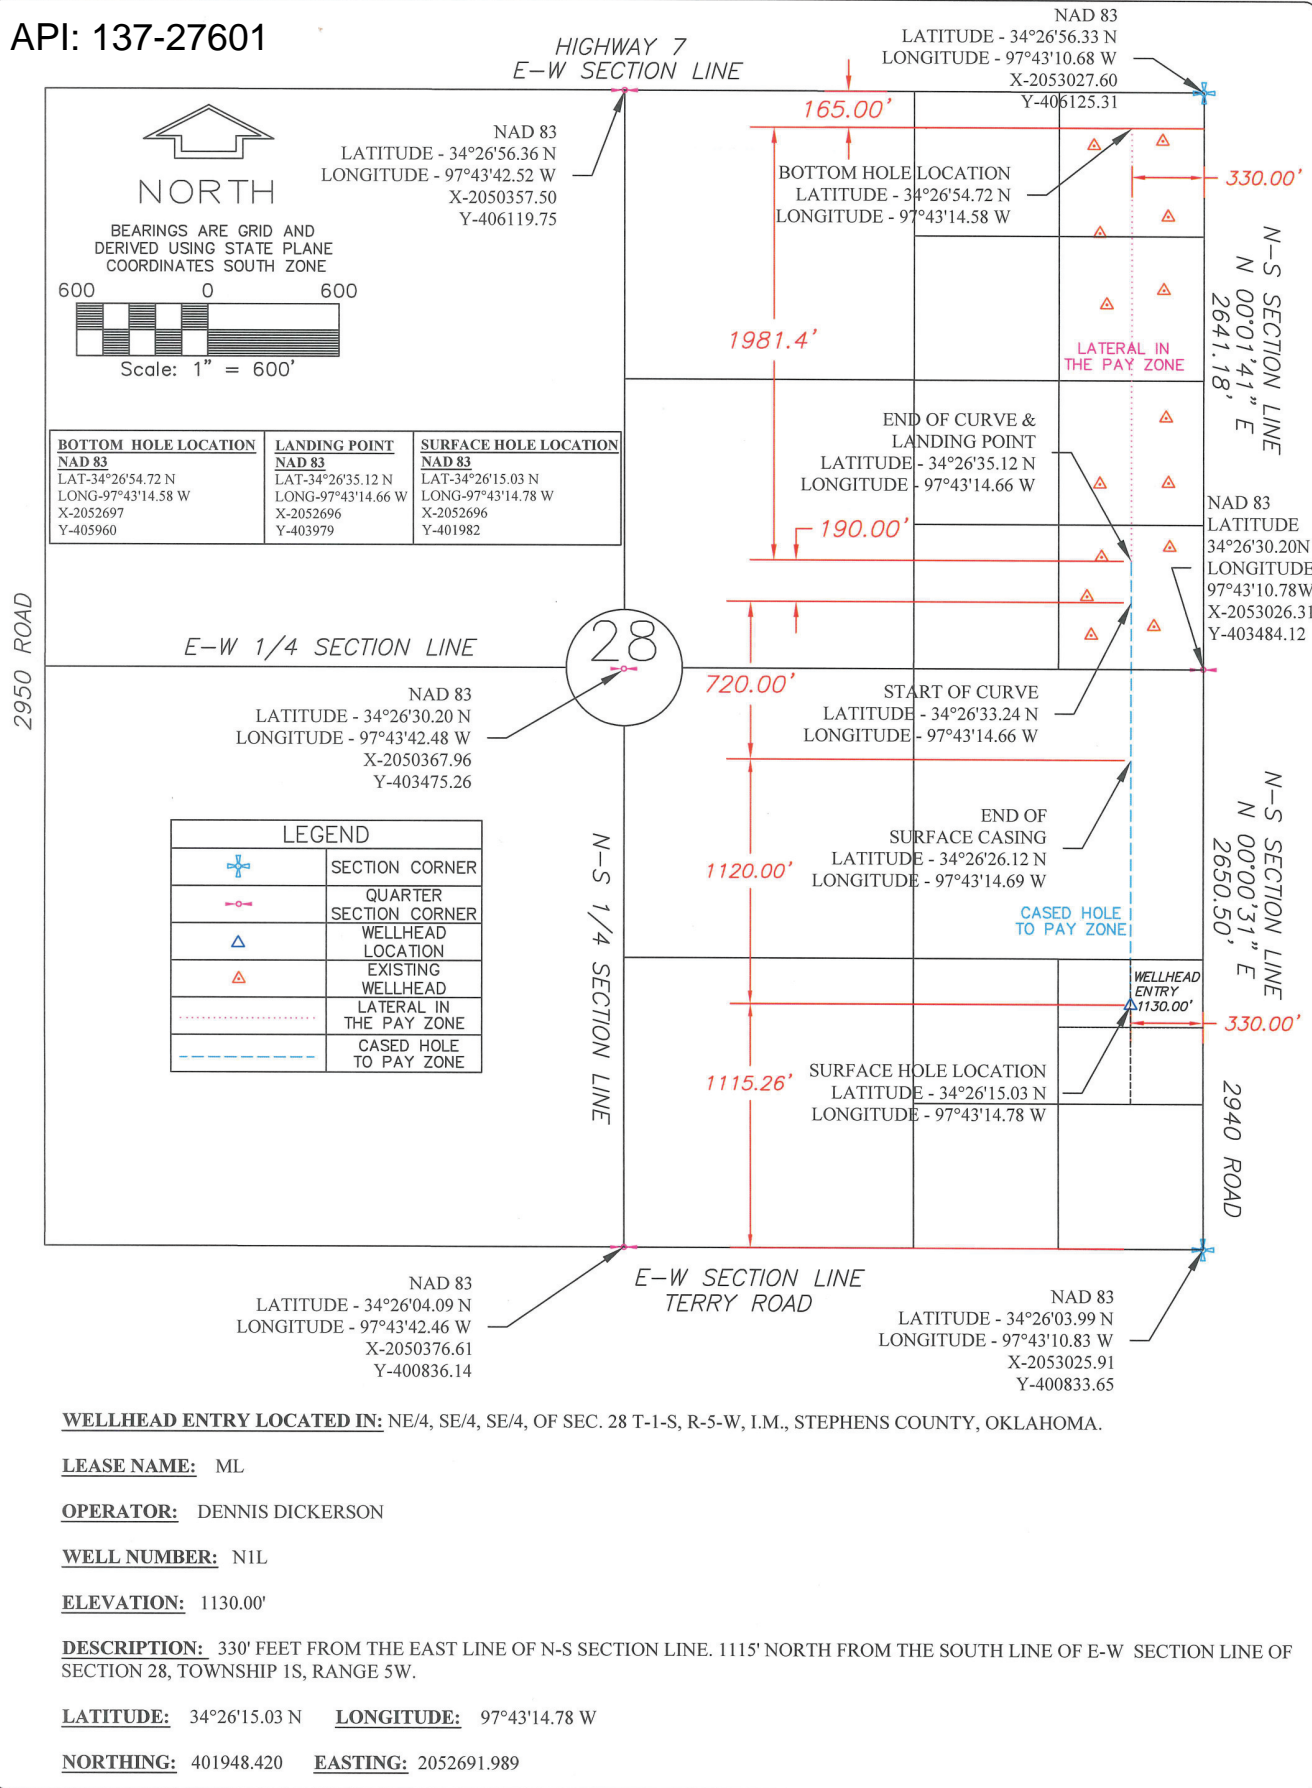 API: 137-27601
HIGHWAY 7
E-W SECTION LINE
NAD 83
LATITUDE - 34°26'56.33 N
LONGITUDE - 97°43'10.68 W
X-2053027.60
Y-406125.31
165.00'
NAD 83
LATITUDE - 34°26'56.36 N
LONGITUDE - 97°43'42.52 W
X-2050357.50
Y-406119.75
NORTH
BEARINGS ARE GRID AND
DERIVED USING STATE PLANE
COORDINATES SOUTH ZONE
600 0 600
Scale: 1" = 600'
BOTTOM HOLE LOCATION
LATITUDE - 34°26'54.72 N
LONGITUDE - 97°43'14.58 W
330.00'
N-S SECTION LINE
N 00°01'41" E
2641.18'
1981.4'
LATERAL IN
THE PAY ZONE
BOTTOM HOLE LOCATION
NAD 83
LAT-34°26'54.72 N
LONG-97°43'14.58 W
X-2052697
Y-405960
LANDING POINT
NAD 83
LAT-34°26'35.12 N
LONG-97°43'14.66 W
X-2052696
Y-403979
SURFACE HOLE LOCATION
NAD 83
LAT-34°26'15.03 N
LONG-97°43'14.78 W
X-2052696
Y-401982
END OF CURVE &
LANDING POINT
LATITUDE - 34°26'35.12 N
LONGITUDE - 97°43'14.66 W
190.00'
NAD 83
LATITUDE
34°26'30.20N
LONGITUDE
97°43'10.78W
X-2053026.31
Y-403484.12
2950 ROAD
E-W 1/4 SECTION LINE
28
NAD 83
LATITUDE - 34°26'30.20 N
LONGITUDE - 97°43'42.48 W
X-2050367.96
Y-403475.26
720.00'
START OF CURVE
LATITUDE - 34°26'33.24 N
LONGITUDE - 97°43'14.66 W
END OF
SURFACE CASING
LATITUDE - 34°26'26.12 N
LONGITUDE - 97°43'14.69 W
1120.00'
CASED HOLE
TO PAY ZONE
N-S SECTION LINE
N 00°00'31" E
2650.50'
LEGEND
SECTION CORNER
QUARTER
SECTION CORNER
WELLHEAD
LOCATION
EXISTING
WELLHEAD
LATERAL IN
THE PAY ZONE
CASED HOLE
TO PAY ZONE
N-S 1/4 SECTION LINE
WELLHEAD
ENTRY
1130.00'
330.00'
1115.26'
SURFACE HOLE LOCATION
LATITUDE - 34°26'15.03 N
LONGITUDE - 97°43'14.78 W
2940 ROAD
E-W SECTION LINE
TERRY ROAD
NAD 83
LATITUDE - 34°26'04.09 N
LONGITUDE - 97°43'42.46 W
X-2050376.61
Y-400836.14
NAD 83
LATITUDE - 34°26'03.99 N
LONGITUDE - 97°43'10.83 W
X-2053025.91
Y-400833.65
WELLHEAD ENTRY LOCATED IN: NE/4, SE/4, SE/4, OF SEC. 28 T-1-S, R-5-W, I.M., STEPHENS COUNTY, OKLAHOMA.
LEASE NAME: ML
OPERATOR: DENNIS DICKERSON
WELL NUMBER: N1L
ELEVATION: 1130.00'
DESCRIPTION: 330' FEET FROM THE EAST LINE OF N-S SECTION LINE. 1115' NORTH FROM THE SOUTH LINE OF E-W SECTION LINE OF
SECTION 28, TOWNSHIP 1S, RANGE 5W.
LATITUDE: 34°26'15.03 N LONGITUDE: 97°43'14.78 W
NORTHING: 401948.420 EASTING: 2052691.989